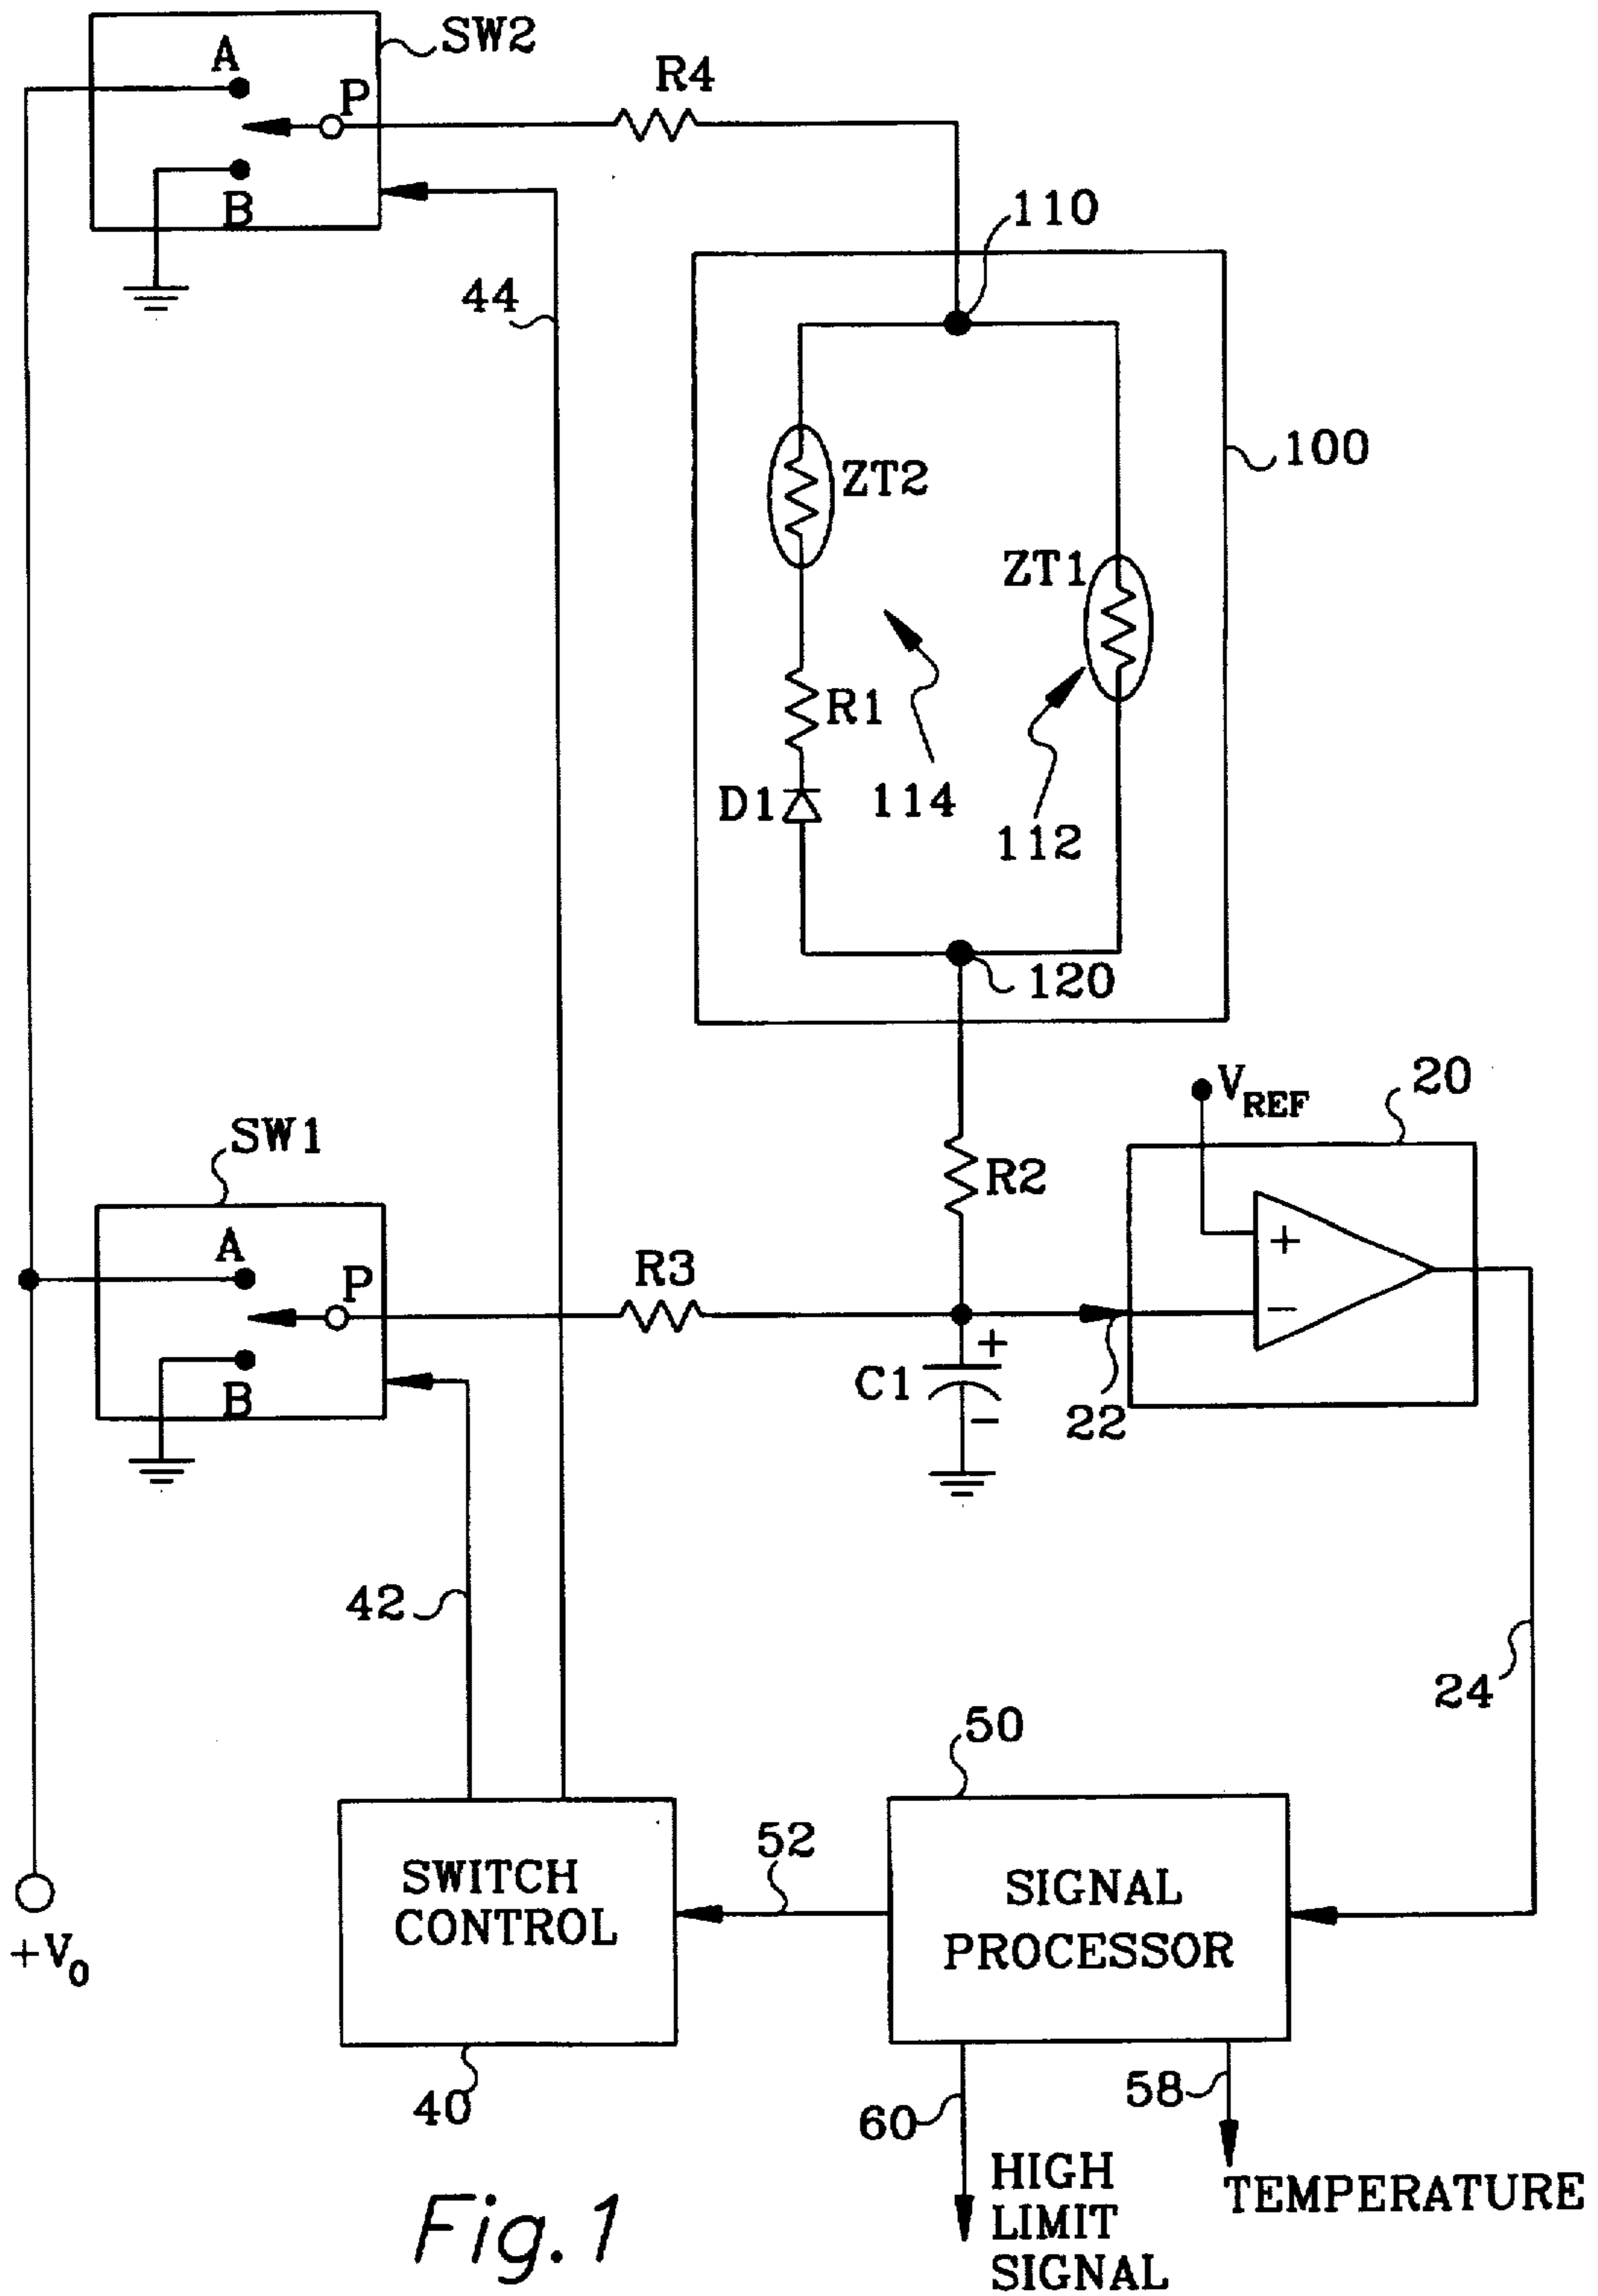 SW2
A
P
B
R4
110
44
100
ZT2
ZT1
R1
114
D1
112
120
VREF
20
SW1
A
P
B
R2
R3
+
−
+
C1
−
22
42
24
50
52
SWITCH
CONTROL
SIGNAL
PROCESSOR
+V0
40
60
58
HIGH
LIMIT
SIGNAL
TEMPERATURE
Fig.1